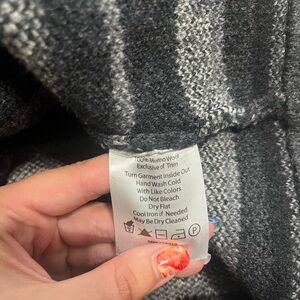 100% Merino Wool
Exclusive of Trim
Turn Garment Inside Out
Hand Wash Cold
With Like Colors
Do Not Bleach
Dry Flat
Cool Iron if Needed
May Be Dry Cleaned
P